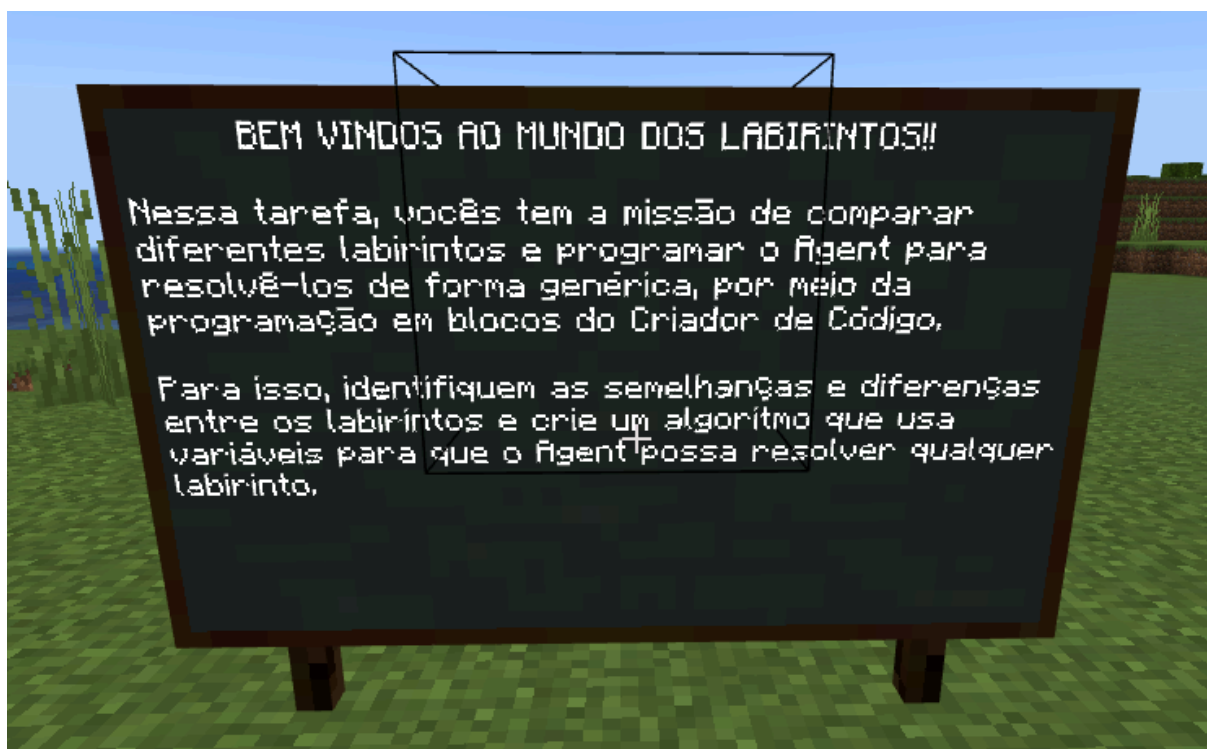 BEM VINDOS AO MUNDO DOS LABIRINTOS!!
Nessa tarefa, vocês tem a missão de comparar
diferentes labirintos e programar o Agent para
resolvê-los de forma genérica, por meio da
programação em blocos do Criador de Código.
Para isso, identifiquem as semelhanças e diferenças
entre os labirintos e crie um algorítmo que usa
variáveis para que o Agent possa resolver qualquer
labirinto.